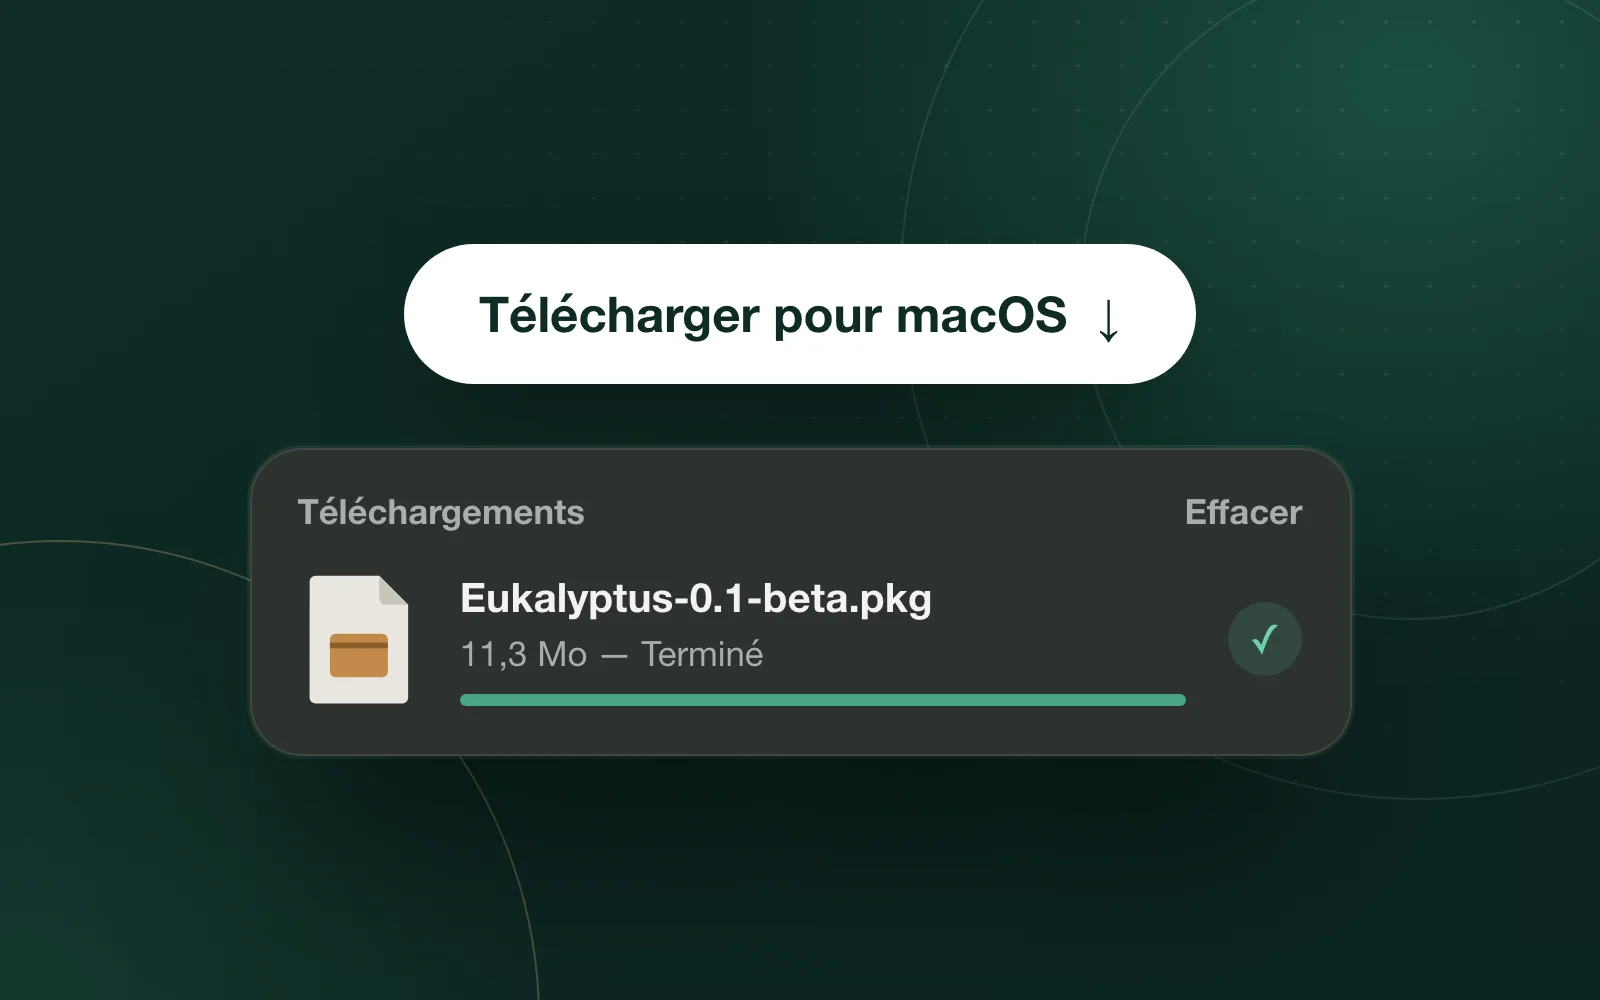 Télécharger pour macOS ↓
Téléchargements
Effacer
Eukalyptus-0.1-beta.pkg
11,3 Mo — Terminé